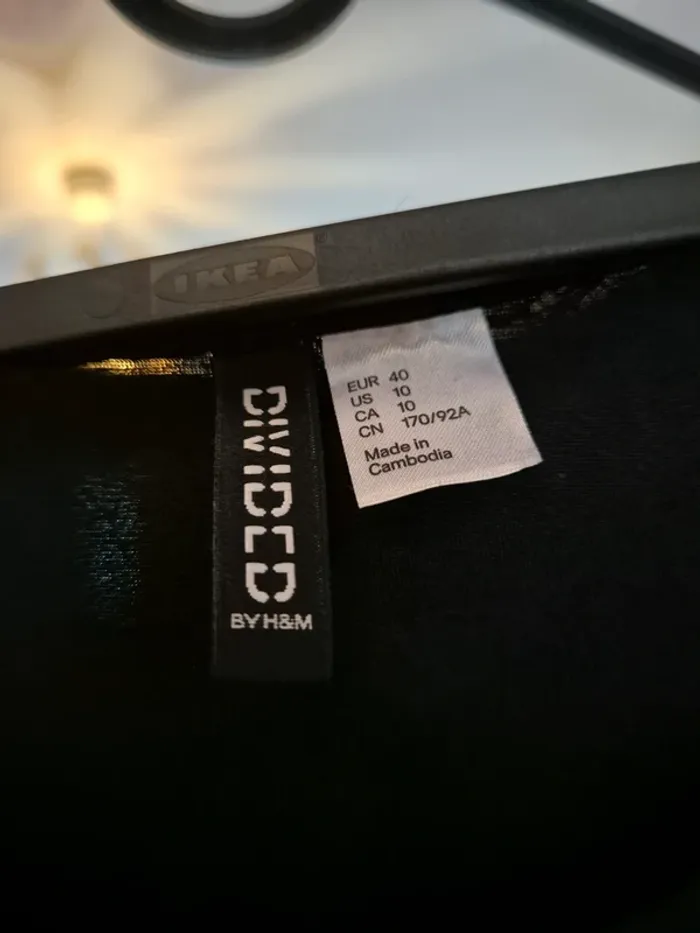 IKEA
DIVIDED
BY H&M
EUR 40
US 10
CA 10
CN 170/92A
Made in
Cambodia